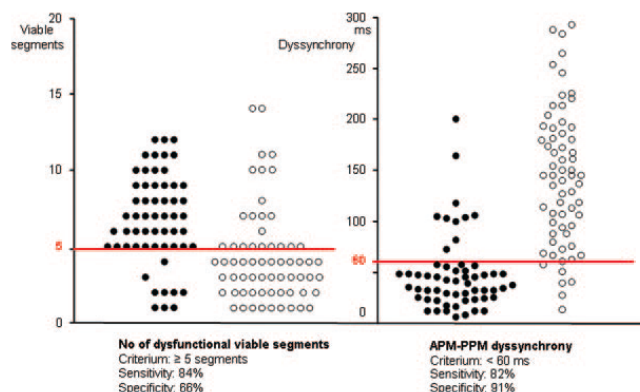 Viable
segments
20
15
10
5
5
0
No of dysfunctional viable segments
Criterium: ≥ 5 segments
Sensitivity: 84%
Specificity: 66%
300
ms
Dyssynchrony
250
200
150
100
60
50
0
APM-PPM dyssynchrony
Criterium: < 60 ms
Sensitivity: 82%
Specificity: 91%